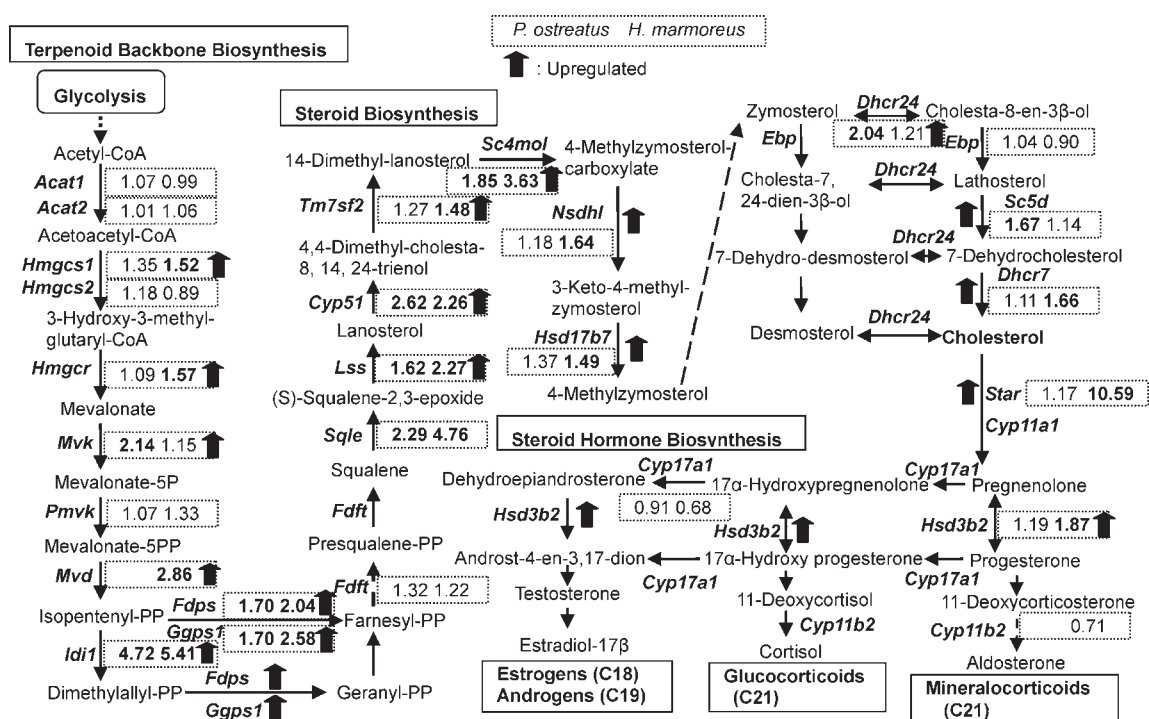 P. ostreatus H. marmoreus
: Upregulated
Terpenoid Backbone Biosynthesis
Glycolysis
Acetyl-CoA
Acat1 1.07 0.99
Acat2 1.01 1.06
Acetoacetyl-CoA
Hmgcs1 1.35 1.52
Hmgcs2 1.18 0.89
3-Hydroxy-3-methyl-
glutaryl-CoA
Hmgcr 1.09 1.57
Mevalonate
Mvk 2.14 1.15
Mevalonate-5P
Pmvk 1.07 1.33
Mevalonate-5PP
Mvd 2.86
Isopentenyl-PP
Fdps 1.70 2.04
Ggps1 1.70 2.58
Idi1 4.72 5.41
Dimethylallyl-PP
Fdps
Ggps1
Geranyl-PP
Farnesyl-PP
Fdft 1.32 1.22
Presqualene-PP
Fdft
Squalene
Sqle 2.29 4.76
(S)-Squalene-2,3-epoxide
Lss 1.62 2.27
Lanosterol
Cyp51 2.62 2.26
4,4-Dimethyl-cholesta-
8, 14, 24-trienol
Tm7sf2 1.27 1.48
14-Dimethyl-lanosterol
Steroid Biosynthesis
Sc4mol
1.85 3.63
4-Methylzymosterol-
carboxylate
Nsdhl
1.18 1.64
3-Keto-4-methyl-
zymosterol
Hsd17b7
1.37 1.49
4-Methylzymosterol
Zymosterol
Dhcr24
2.04 1.21
Cholesta-8-en-3β-ol
Ebp
Ebp 1.04 0.90
Cholesta-7,
24-dien-3β-ol
Dhcr24
Lathosterol
Sc5d
1.67 1.14
7-Dehydro-desmosterol
Dhcr24
7-Dehydrocholesterol
Dhcr7
1.11 1.66
Desmosterol
Dhcr24
Cholesterol
Star 1.17 10.59
Cyp11a1
Steroid Hormone Biosynthesis
Dehydroepiandrosterone
Cyp17a1
17α-Hydroxypregnenolone
Cyp17a1
Pregnenolone
0.91 0.68
Hsd3b2
Hsd3b2
Hsd3b2 1.19 1.87
Androst-4-en-3,17-dion
Cyp17a1
17α-Hydroxy progesterone
Cyp17a1
Progesterone
Testosterone
11-Deoxycortisol
11-Deoxycorticosterone
Cyp11b2
Cyp11b2 0.71
Estradiol-17β
Cortisol
Aldosterone
Estrogens (C18)
Androgens (C19)
Glucocorticoids
(C21)
Mineralocorticoids
(C21)